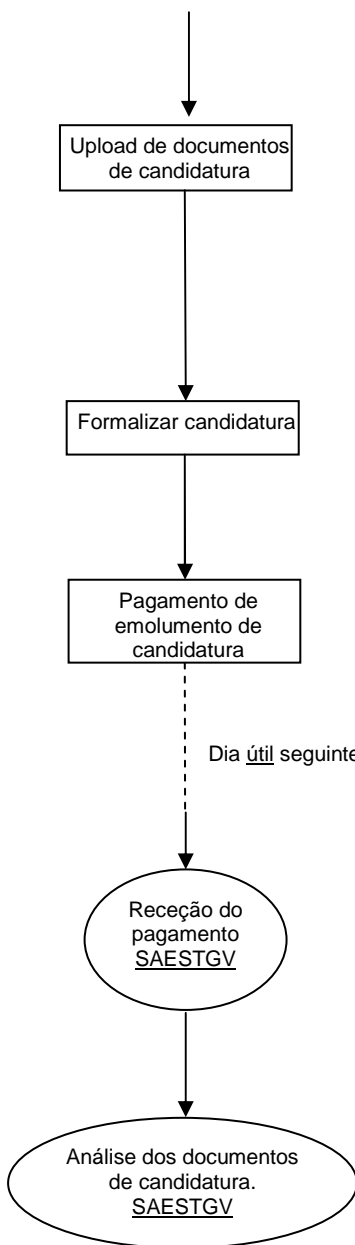 Upload de documentos
de candidatura
Formalizar candidatura
Pagamento de
emolumento de
candidatura
Dia útil seguinte
Receção do
pagamento
SAESTGV
Análise dos documentos
de candidatura.
SAESTGV